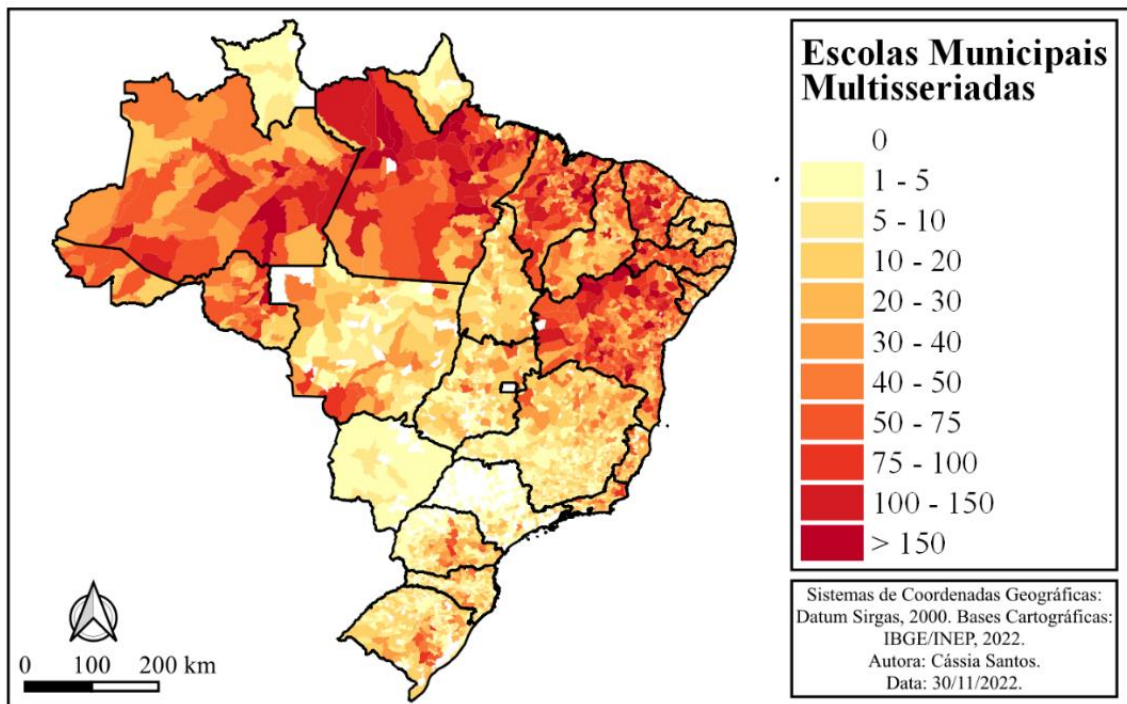 Escolas Municipais
Multisseriadas
0
1 - 5
5 - 10
10 - 20
20 - 30
30 - 40
40 - 50
50 - 75
75 - 100
100 - 150
> 150
0 100 200 km
Sistemas de Coordenadas Geográficas:
Datum Sirgas, 2000. Bases Cartográficas:
IBGE/INEP, 2022.
Autora: Cássia Santos.
Data: 30/11/2022.